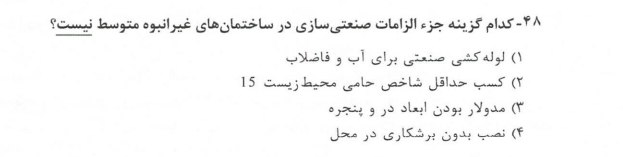 ۴۸- کدام گزینه جزء الزامات صنعتی‌سازی در ساختمان‌های غیرانبوه متوسط نیست؟
۱) لوله‌کشی صنعتی برای آب و فاضلاب
۲) کسب حداقل شاخص حامی محیط‌زیست 15
۳) مدولار بودن ابعاد در و پنجره
۴) نصب بدون برشکاری در محل